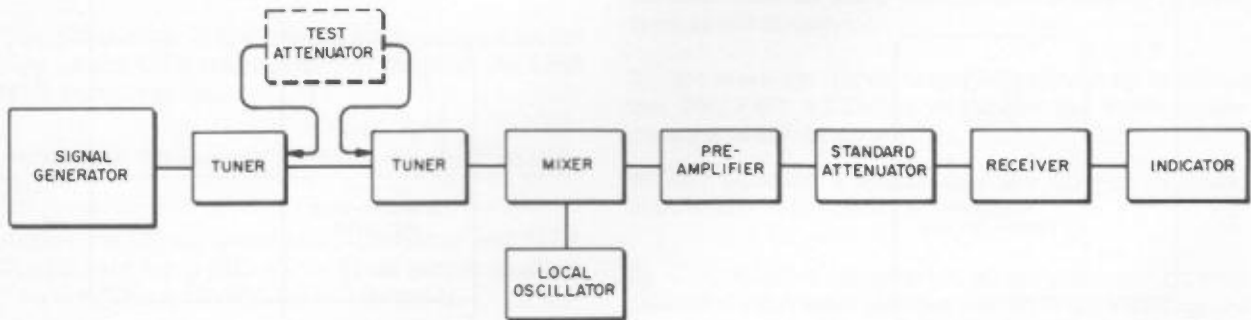 TEST
ATTENUATOR
SIGNAL
GENERATOR
TUNER
TUNER
MIXER
PRE-
AMPLIFIER
STANDARD
ATTENUATOR
RECEIVER
INDICATOR
LOCAL
OSCILLATOR